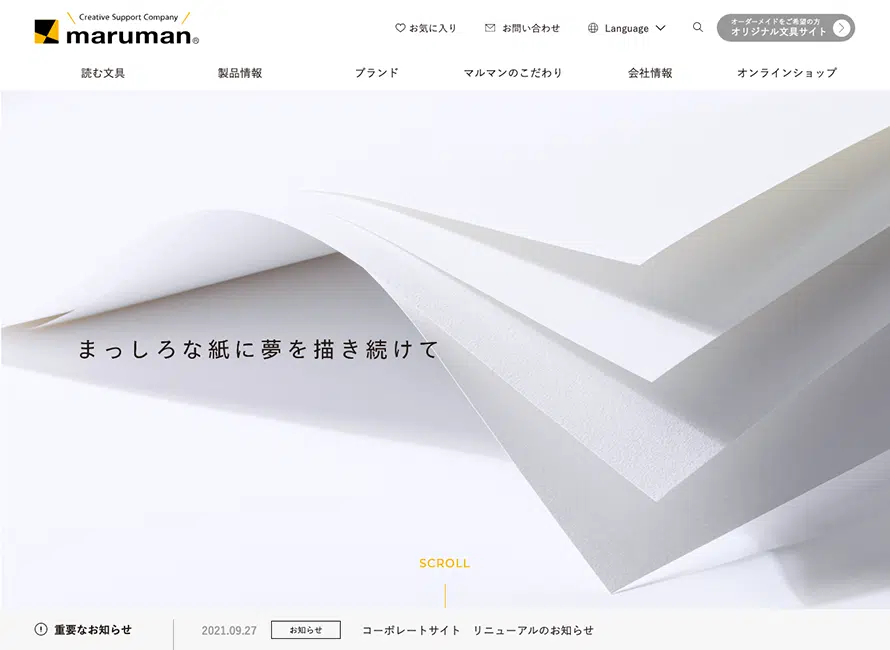 Creative Support Company
maruman®
お気に入り
お問い合わせ
Language
オーダーメイドをご希望の方
オリジナル文具サイト
読む文具
製品情報
ブランド
マルマンのこだわり
会社情報
オンラインショップ
まっしろな紙に夢を描き続けて
SCROLL
重要なお知らせ
2021.09.27
お知らせ
コーポレートサイト リニューアルのお知らせ